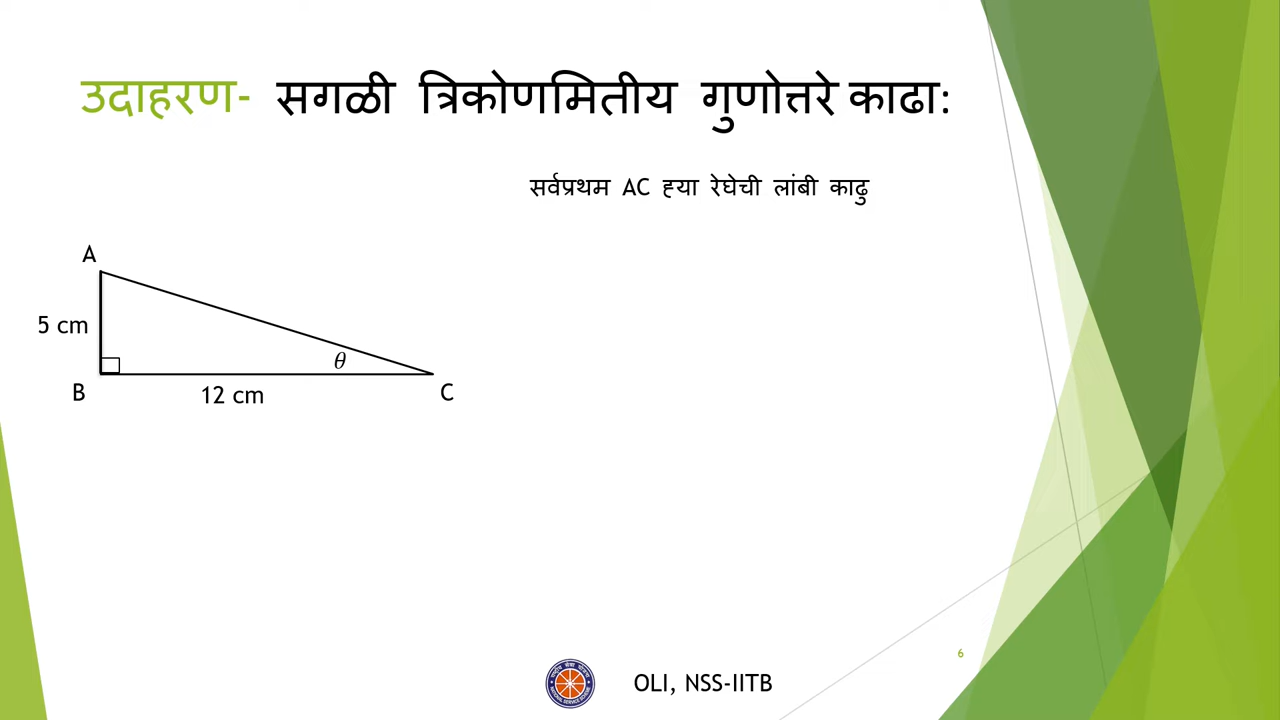 उदाहरण- सगळी त्रिकोणमितीय गुणोत्तरे काढा:
सर्वप्रथम AC ह्या रेघेची लांबी काढु
A
5 cm
θ
B
12 cm
C
6
OLI, NSS-IITB